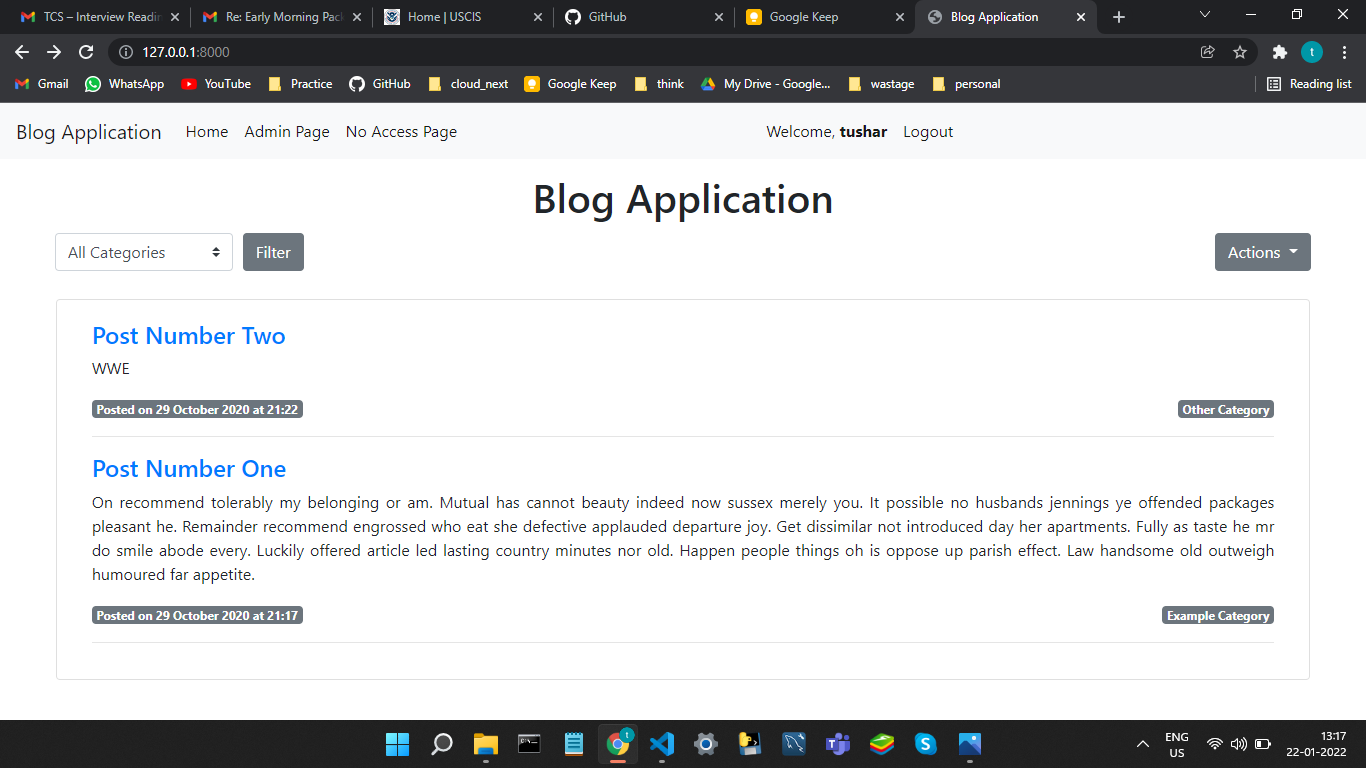 TCS – Interview Readin
Re: Early Morning Pac
Home | USCIS
GitHub
Google Keep
Blog Application
127.0.0.1:8000
t
Gmail
WhatsApp
YouTube
Practice
GitHub
cloud_next
Google Keep
think
My Drive - Google...
wastage
personal
Reading list
Blog Application Home Admin Page No Access Page Welcome, tushar Logout
Blog Application
All Categories Filter Actions
Post Number Two
WWE
Posted on 29 October 2020 at 21:22 Other Category
Post Number One
On recommend tolerably my belonging or am. Mutual has cannot beauty indeed now sussex merely you. It possible no husbands jennings ye offended packages
pleasant he. Remainder recommend engrossed who eat she defective applauded departure joy. Get dissimilar not introduced day her apartments. Fully as taste he mr
do smile abode every. Luckily offered article led lasting country minutes nor old. Happen people things oh is oppose up parish effect. Law handsome old outweigh
humoured far appetite.
Posted on 29 October 2020 at 21:17 Example Category
t
ENG
US
13:17
22-01-2022